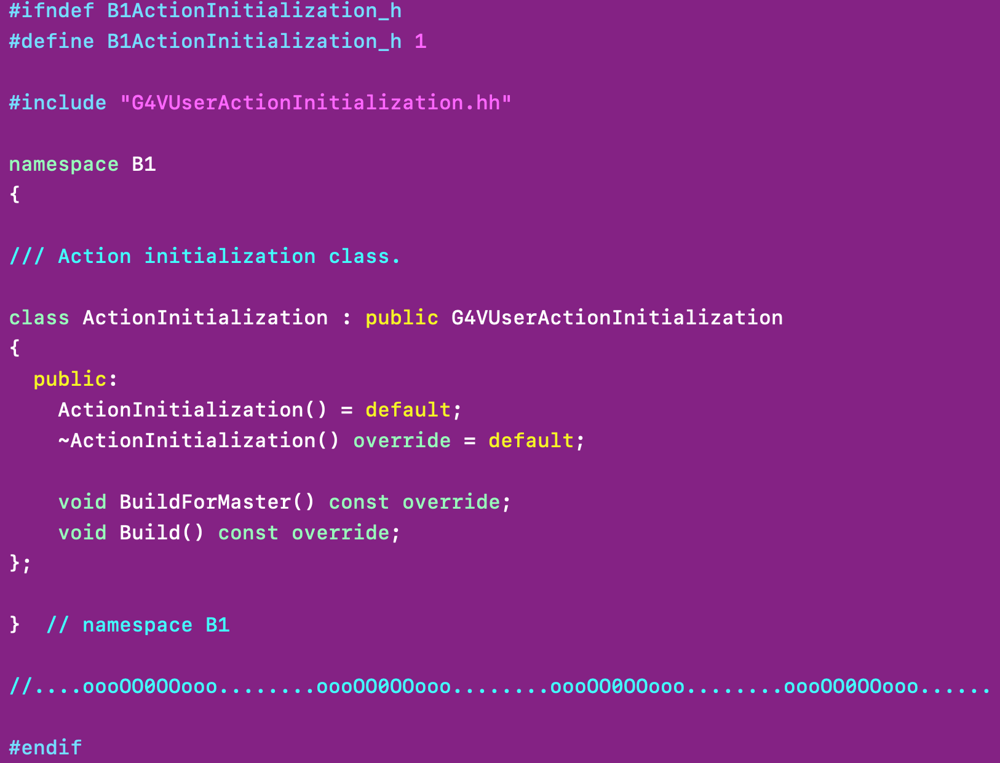 #ifndef B1ActionInitialization_h
#define B1ActionInitialization_h 1
#include "G4VUserActionInitialization.hh"
namespace B1
{
/// Action initialization class.
class ActionInitialization : public G4VUserActionInitialization
{
  public:
    ActionInitialization() = default;
    ~ActionInitialization() override = default;
    void BuildForMaster() const override;
    void Build() const override;
};
}  // namespace B1
//....oooOO0OOooo........oooOO0OOooo........oooOO0OOooo........oooOO0OOooo......
#endif